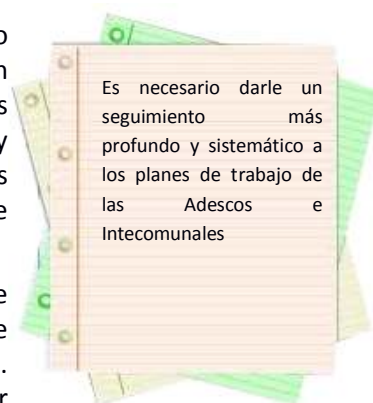 o
n
s
y
s
e
e
e
.
r
Es necesario darle un
seguimiento más
profundo y sistemático a
los planes de trabajo de
las Adescos e
Intecomunales